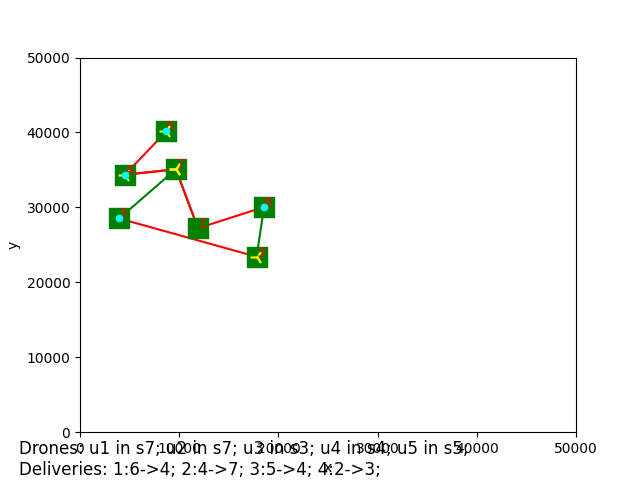 50000
40000
30000
20000
10000
0
y
0 10000 20000 30000 40000 50000
x
Drones: u1 in s7; u2 in s7; u3 in s3; u4 in s4; u5 in s5;
Deliveries: 1:6->4; 2:4->7; 3:5->4; 4:2->3;